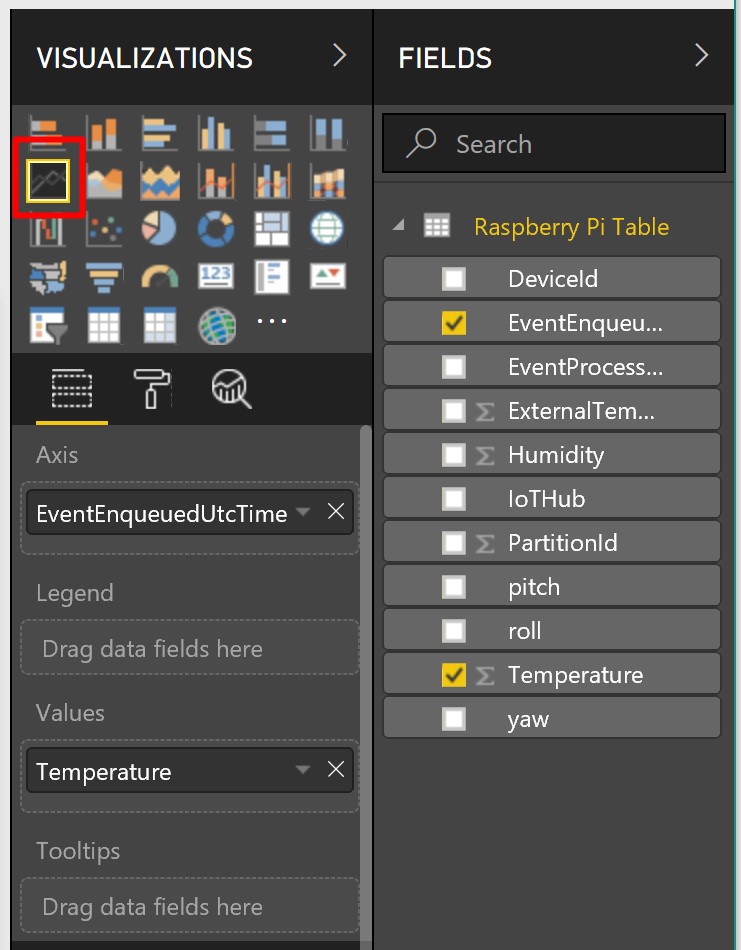 VISUALIZATIONS
123
Axis
EventEnqueuedUtcTime
Legend
Drag data fields here
Values
Temperature
Tooltips
Drag data fields here
FIELDS
Search
Raspberry Pi Table
DeviceId
EventEnqueu...
EventProcess...
ExternalTem...
Humidity
IoTHub
PartitionId
pitch
roll
Temperature
yaw